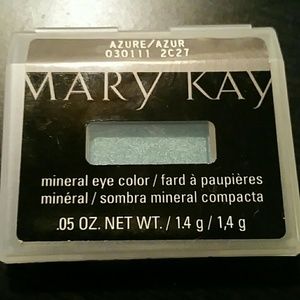 AZURE/AZUR
030111 2C27
MARY KAY
mineral eye color / fard à paupières
minéral / sombra mineral compacta
.05 OZ. NET WT. / 1.4 g / 1,4 g